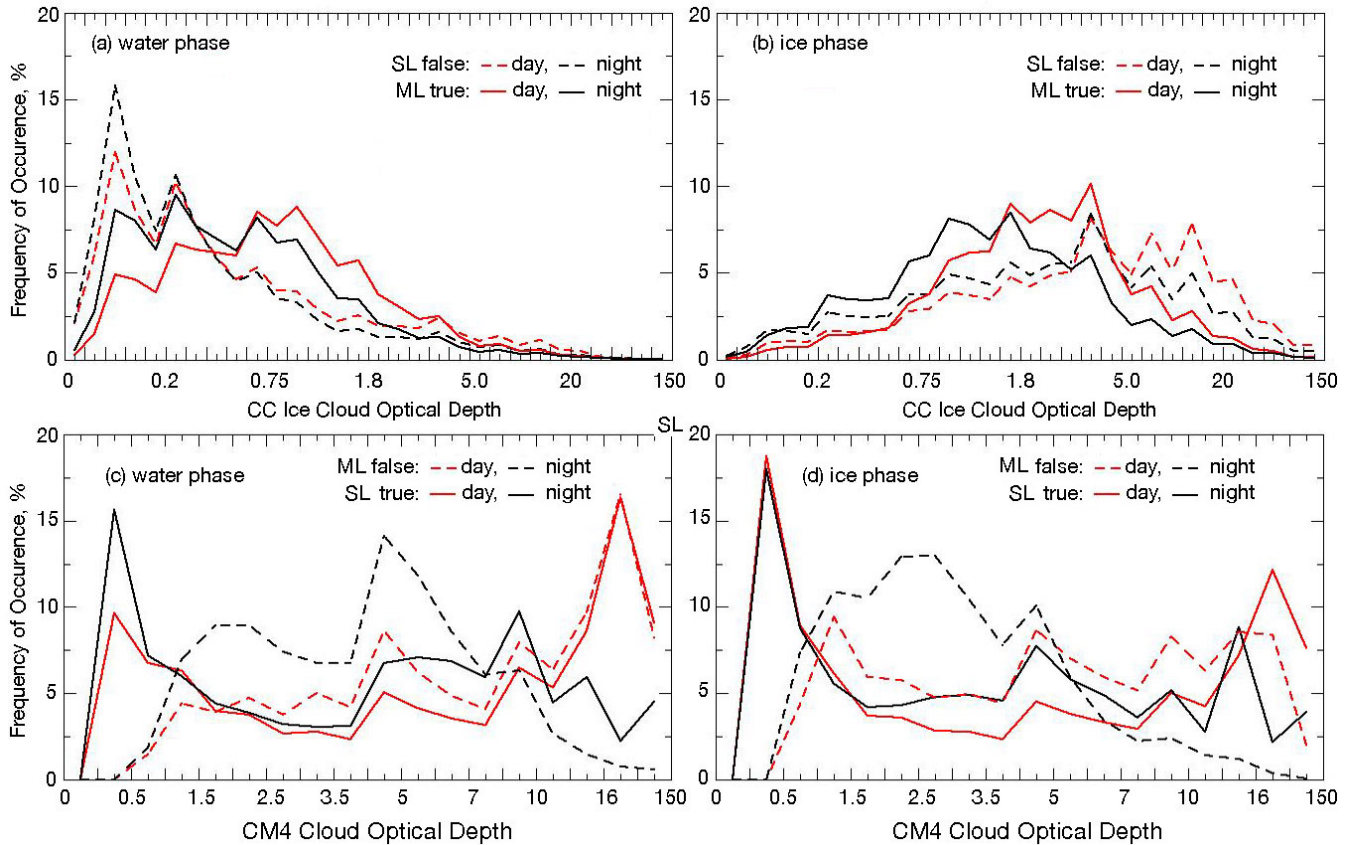 20
15
10
5
0
Frequency of Occurence, %
(a) water phase
SL false: day, night
ML true: day, night
0 0.2 0.75 1.8 5.0 20 150
CC Ice Cloud Optical Depth
20
15
10
5
0
(b) ice phase
SL false: day, night
ML true: day, night
0 0.2 0.75 1.8 5.0 20 150
CC Ice Cloud Optical Depth
SL
20
15
10
5
0
Frequency of Occurence, %
(c) water phase
ML false: day, night
SL true: day, night
0 0.5 1.5 2.5 3.5 5 7 10 16 150
CM4 Cloud Optical Depth
20
15
10
5
0
(d) ice phase
ML false: day, night
SL true: day, night
0 0.5 1.5 2.5 3.5 5 7 10 16 150
CM4 Cloud Optical Depth